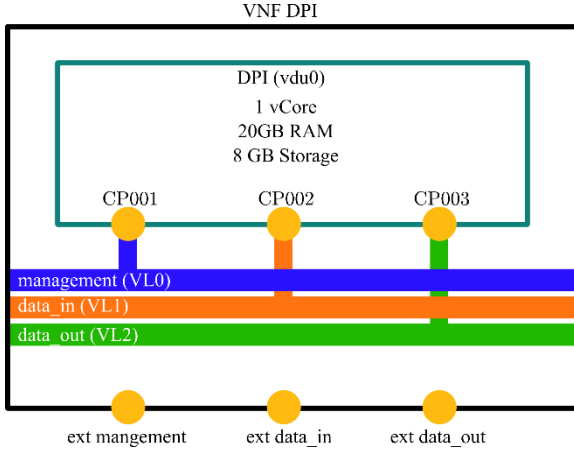 VNF DPI
DPI (vdu0)
1 vCore
20GB RAM
8 GB Storage
CP001 CP002 CP003
management (VL0)
data_in (VL1)
data_out (VL2)
ext mangement ext data_in ext data_out